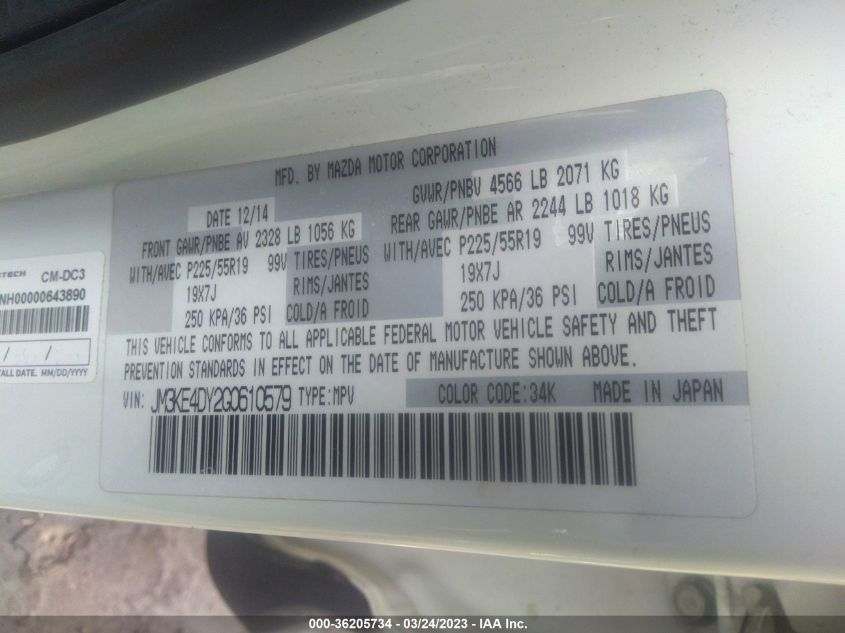 MFD. BY MAZDA MOTOR CORPORATION
DATE 12/14 GVWR/PNBV 4566 LB 2071 KG
FRONT GAWR/PNBE AV 2328 LB 1056 KG REAR GAWR/PNBE AR 2244 LB 1018 KG
WITH/AVEC P225/55R19 99V TIRES/PNEUS WITH/AVEC P225/55R19 99V TIRES/PNEUS
19X7J RIMS/JANTES 19X7J RIMS/JANTES
250 KPA/36 PSI COLD/A FROID 250 KPA/36 PSI COLD/A FROID
THIS VEHICLE CONFORMS TO ALL APPLICABLE FEDERAL MOTOR VEHICLE SAFETY AND THEFT
PREVENTION STANDARDS IN EFFECT ON THE DATE OF MANUFACTURE SHOWN ABOVE.
VIN: JM3KE4DY2G0610579 TYPE:MPV COLOR CODE:34K MADE IN JAPAN
CM-DC3
NH00000643890
/ /
DATE. MM/DD/YYYY
000-36205734 - 03/24/2023 - IAA Inc.